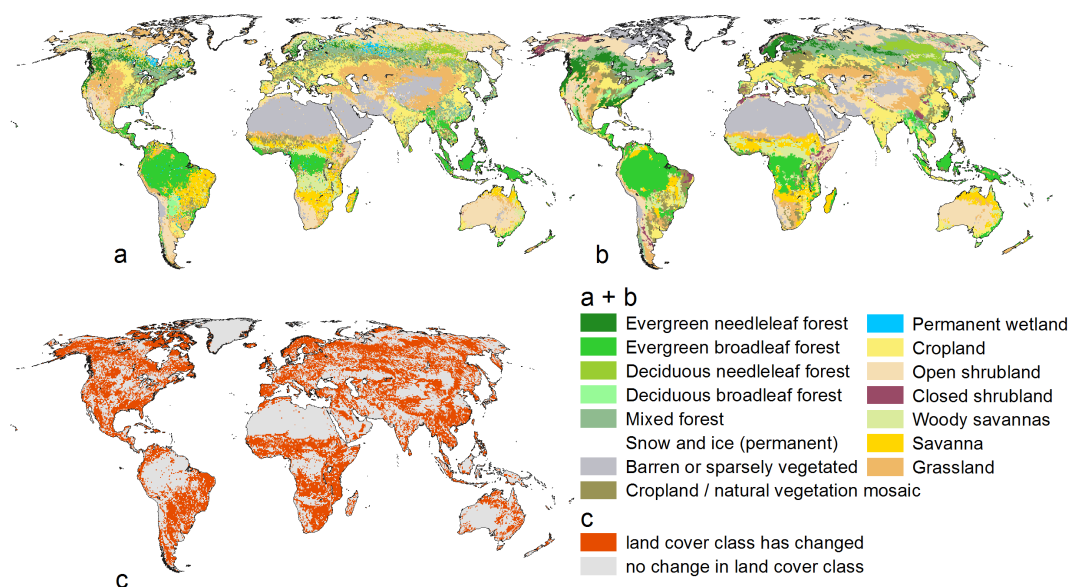 a
b
a + b
Evergreen needleleaf forest
Permanent wetland
Evergreen broadleaf forest
Cropland
Deciduous needleleaf forest
Open shrubland
Deciduous broadleaf forest
Closed shrubland
Mixed forest
Woody savannas
Snow and ice (permanent)
Savanna
Barren or sparsely vegetated
Grassland
Cropland / natural vegetation mosaic
c
land cover class has changed
no change in land cover class
c